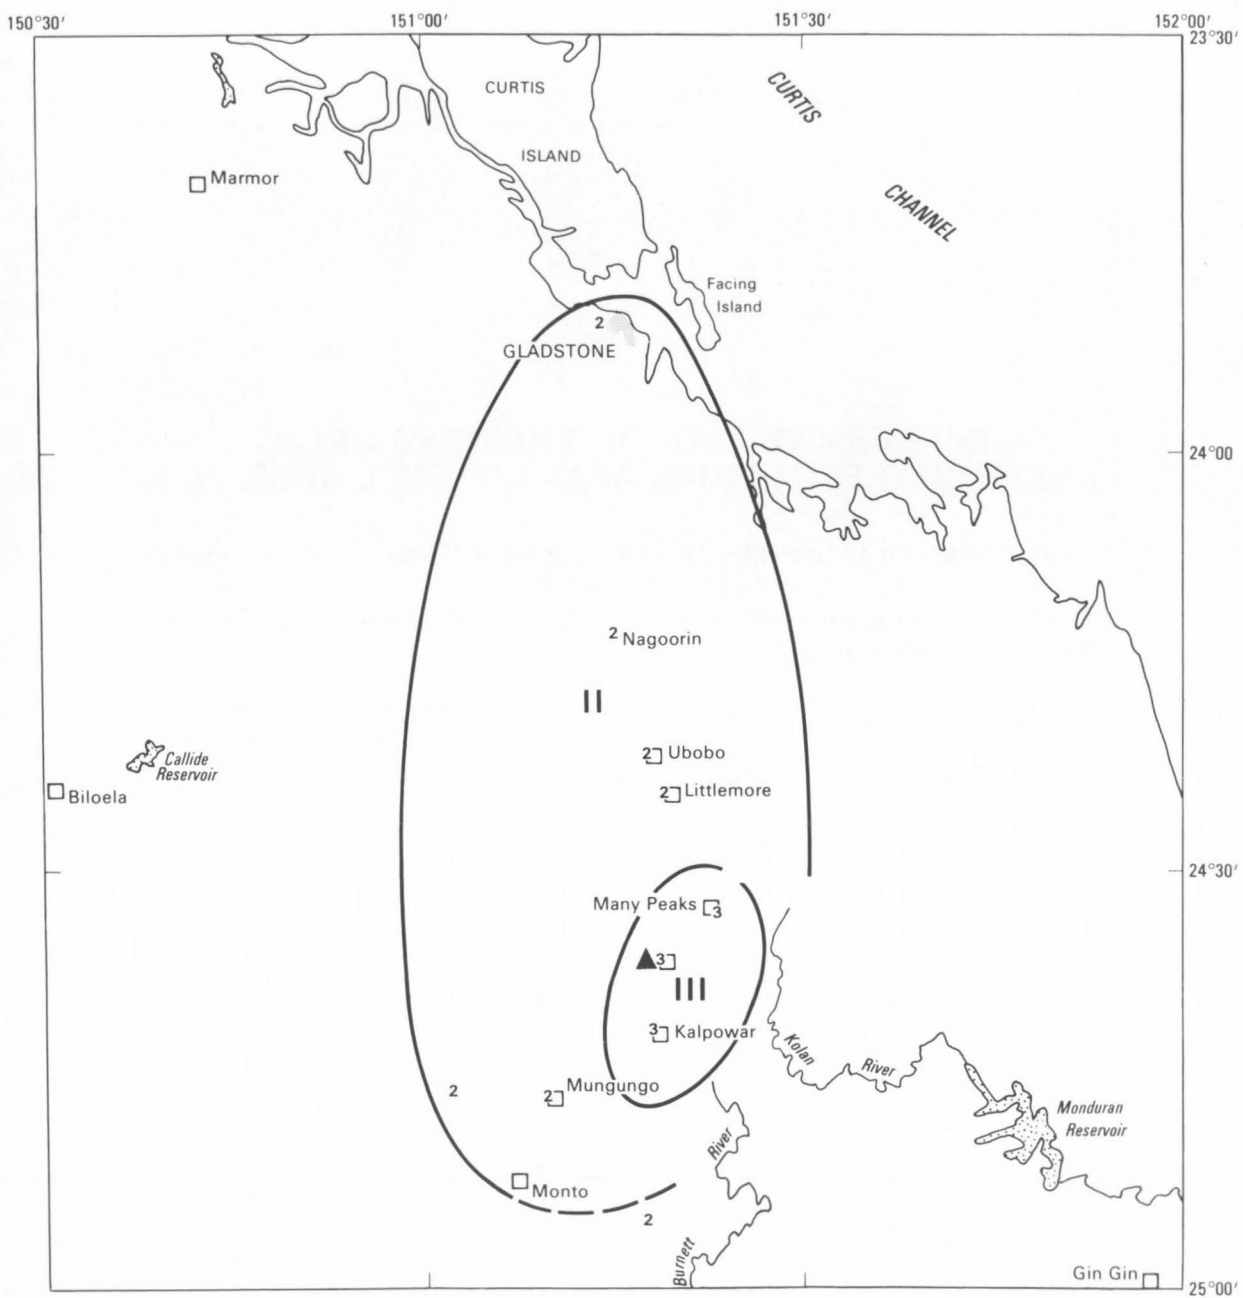 150°30′
151°00′
151°30′
152°00′
23°30′
CURTIS
ISLAND
CURTIS
CHANNEL
Marmor
Facing
Island
2
GLADSTONE
24°00′
2 Nagoorin
II
2 Ubobo
Callide
Reservoir
2 Littlemore
Biloela
24°30′
Many Peaks
3
3
III
3 Kalpowar
Kolan
River
2
Mungungo
2
Monduran
Reservoir
River
Monto
2
Burnett
Gin Gin
25°00′